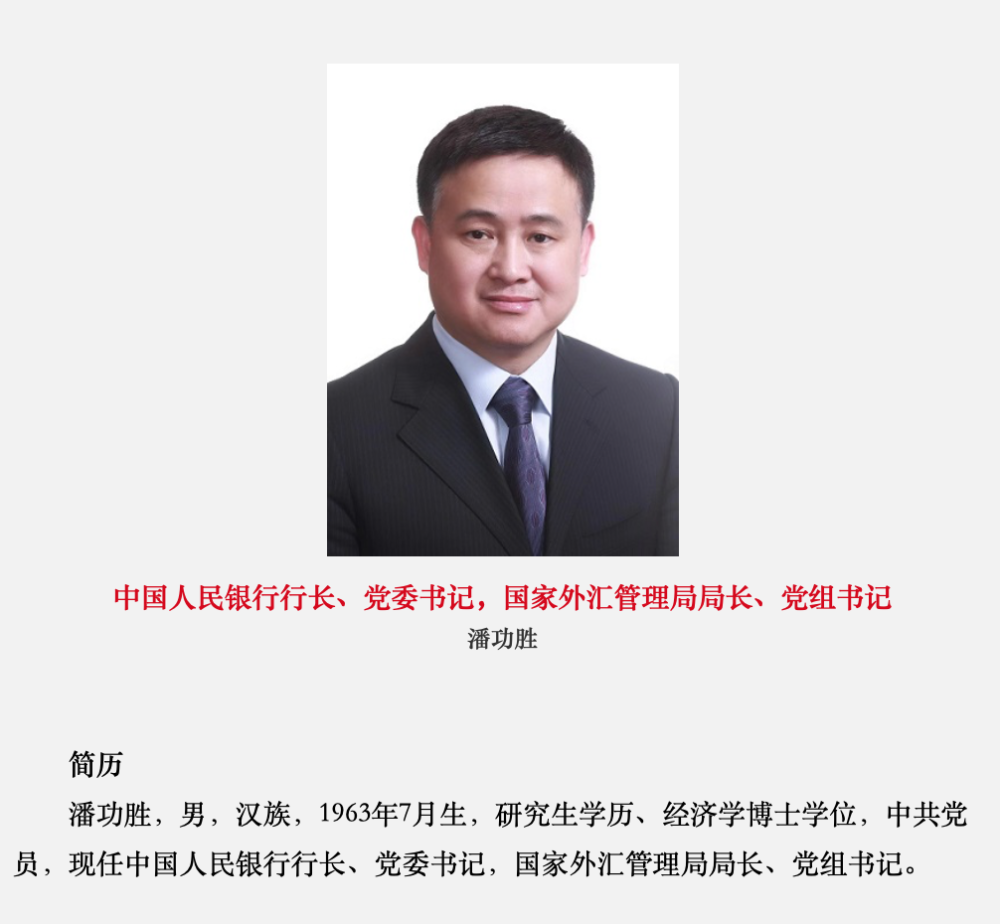 中国人民银行行长、党委书记，国家外汇管理局局长、党组书记
潘功胜
简历
潘功胜，男，汉族，1963年7月生，研究生学历、经济学博士学位，中共党
员，现任中国人民银行行长、党委书记，国家外汇管理局局长、党组书记。